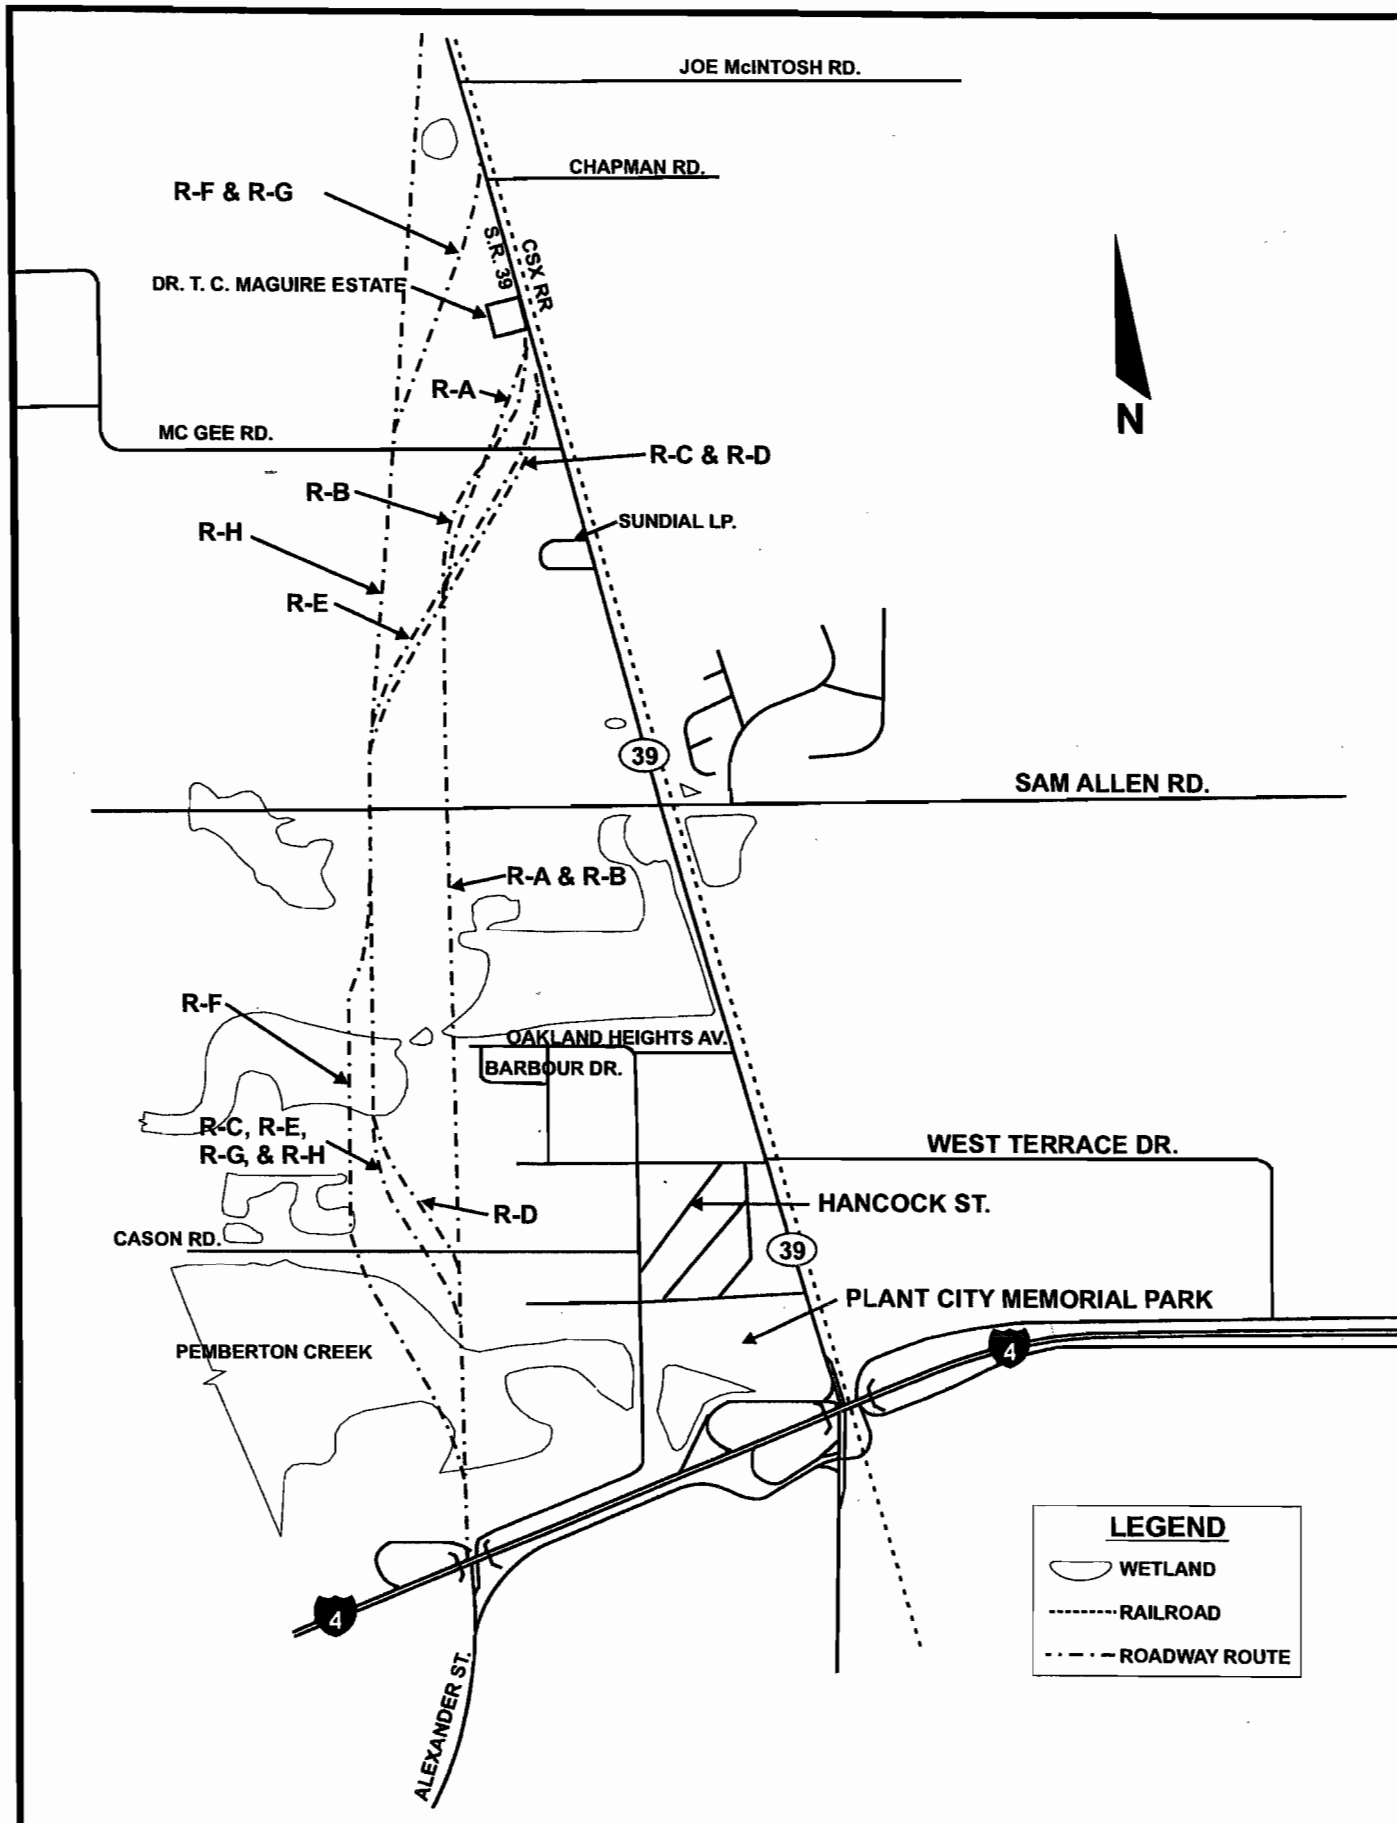 JOE McINTOSH RD.
CHAPMAN RD.
R-F & R-G
S.R. 39
CSX RR
DR. T. C. MAGUIRE ESTATE
R-A
N
MC GEE RD.
R-C & R-D
R-B
SUNDIAL LP.
R-H
R-E
39
SAM ALLEN RD.
R-A & R-B
R-F
OAKLAND HEIGHTS AV.
BARBOUR DR.
R-C, R-E,
R-G, & R-H
WEST TERRACE DR.
HANCOCK ST.
R-D
CASON RD.
39
PLANT CITY MEMORIAL PARK
PEMBERTON CREEK
4
LEGEND
WETLAND
RAILROAD
ROADWAY ROUTE
4
ALEXANDER ST.